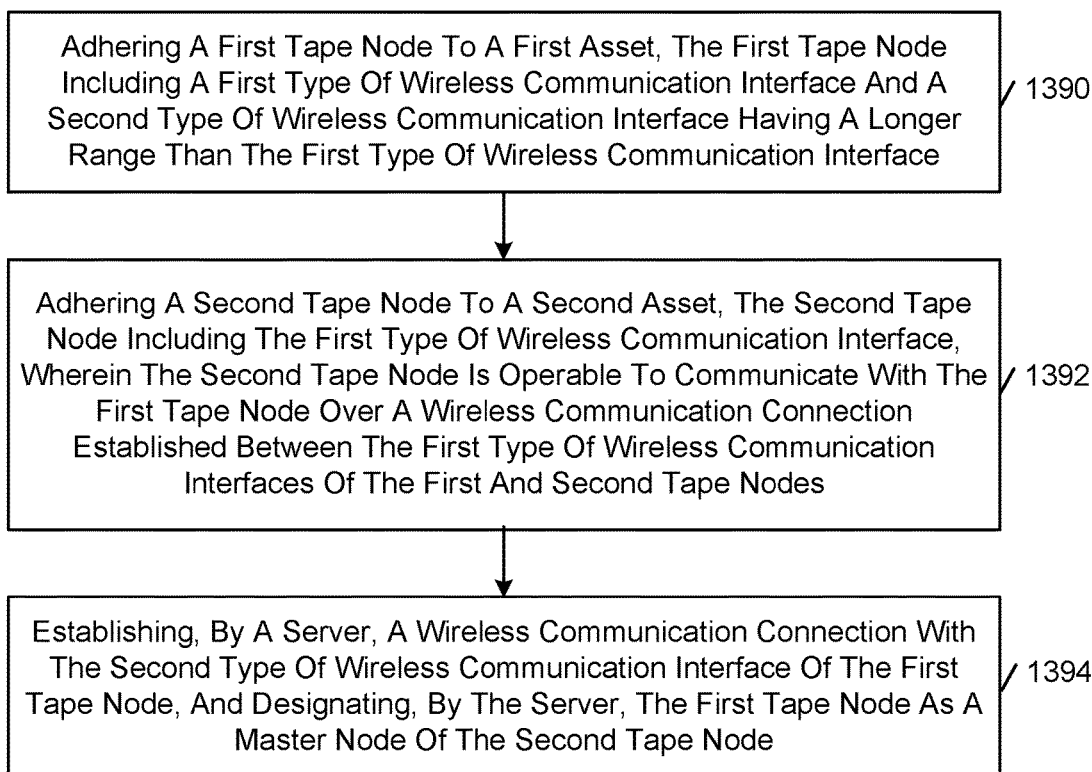 Adhering A First Tape Node To A First Asset, The First Tape Node
Including A First Type Of Wireless Communication Interface And A
Second Type Of Wireless Communication Interface Having A Longer
Range Than The First Type Of Wireless Communication Interface
1390
Adhering A Second Tape Node To A Second Asset, The Second Tape
Node Including The First Type Of Wireless Communication Interface,
Wherein The Second Tape Node Is Operable To Communicate With The
First Tape Node Over A Wireless Communication Connection
Established Between The First Type Of Wireless Communication
Interfaces Of The First And Second Tape Nodes
1392
Establishing, By A Server, A Wireless Communication Connection With
The Second Type Of Wireless Communication Interface Of The First
Tape Node, And Designating, By The Server, The First Tape Node As A
Master Node Of The Second Tape Node
1394